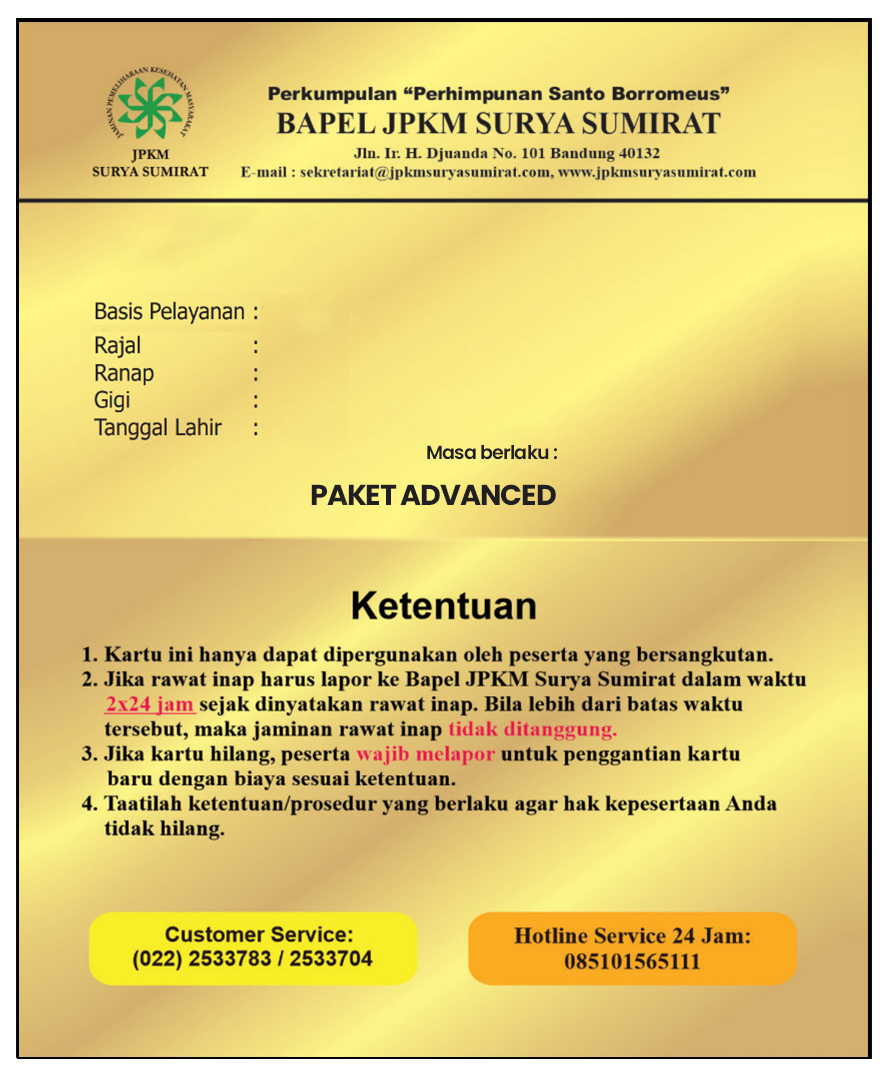 JAMINAN PEMELIHARAAN KESEHATAN MASYARAKAT
JPKM
SURYA SUMIRAT
Perkumpulan “Perhimpunan Santo Borromeus”
BAPEL JPKM SURYA SUMIRAT
Jln. Ir. H. Djuanda No. 101 Bandung 40132
E-mail : sekretariat@jpkmsuryasumirat.com, www.jpkmsuryasumirat.com
Basis Pelayanan :
Rajal :
Ranap :
Gigi :
Tanggal Lahir :
Masa berlaku :
PAKET ADVANCED
Ketentuan
1. Kartu ini hanya dapat dipergunakan oleh peserta yang bersangkutan.
2. Jika rawat inap harus lapor ke Bapel JPKM Surya Sumirat dalam waktu
2x24 jam sejak dinyatakan rawat inap. Bila lebih dari batas waktu
tersebut, maka jaminan rawat inap tidak ditanggung.
3. Jika kartu hilang, peserta wajib melapor untuk penggantian kartu
baru dengan biaya sesuai ketentuan.
4. Taatilah ketentuan/prosedur yang berlaku agar hak kepesertaan Anda
tidak hilang.
Customer Service:
(022) 2533783 / 2533704
Hotline Service 24 Jam:
085101565111